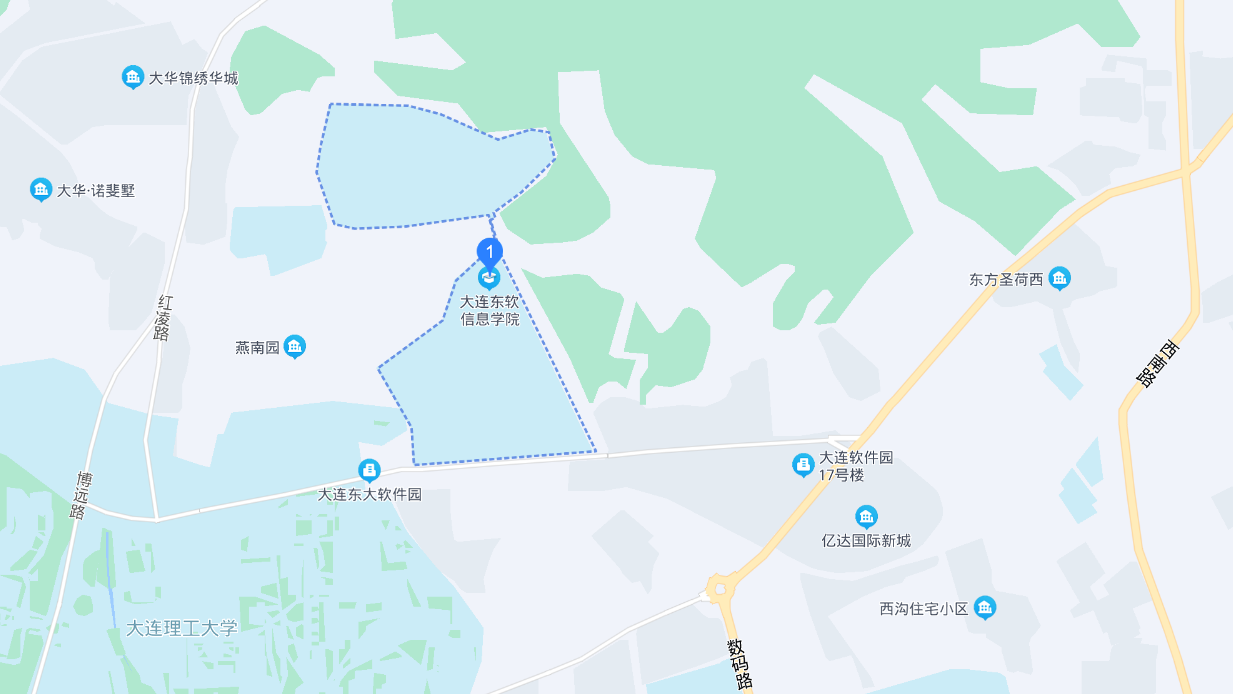 大华锦绣华城
大华·诺斐墅
1
大连东软
信息学院
东方圣荷西
红凌路
燕南园
西南路
大连软件园
17号楼
大连东大软件园
博远路
亿达国际新城
西沟住宅小区
大连理工大学
数码路